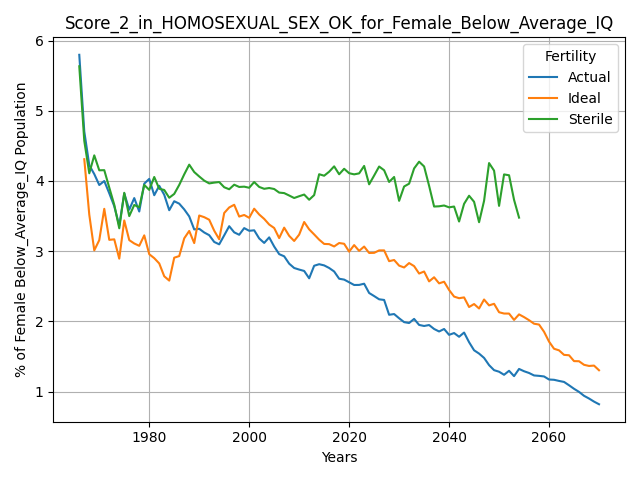 Score_2_in_HOMOSEXUAL_SEX_OK_for_Female_Below_Average_IQ
% of Female Below_Average_IQ Population
6
5
4
3
2
1
Fertility
Actual
Ideal
Sterile
1980 2000 2020 2040 2060
Years